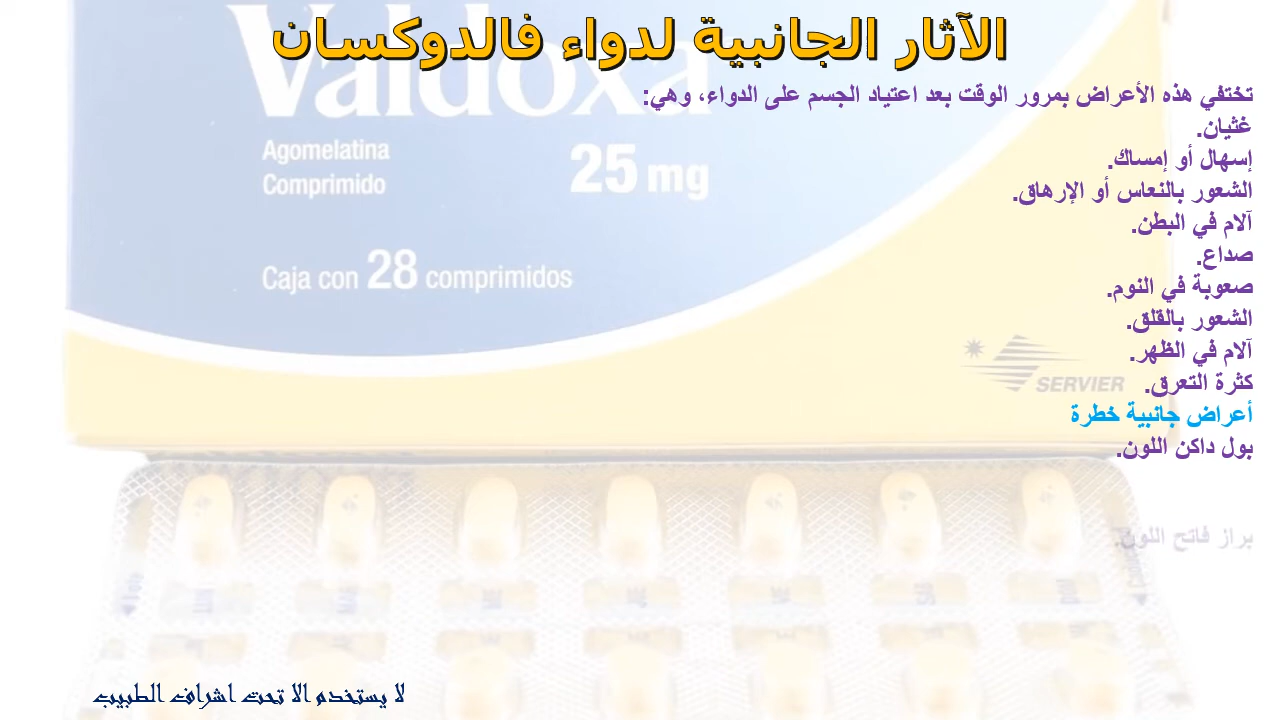 الآثار الجانبية لدواء فالدوكسان
Valdoxa
تختفي هذه الأعراض بمرور الوقت بعد اعتياد الجسم على الدواء، وهي:
غثيان.
Agomelatina
Comprimido
25 mg
إسهال أو إمساك.
الشعور بالنعاس أو الإرهاق.
آلام في البطن.
صداع.
Caja con 28 comprimidos
صعوبة في النوم.
الشعور بالقلق.
آلام في الظهر.
SERVIER
كثرة التعرق.
أعراض جانبية خطرة
بول داكن اللون.
براز فاتح اللون.
لا يستخدم الا تحت اشراف الطبيب